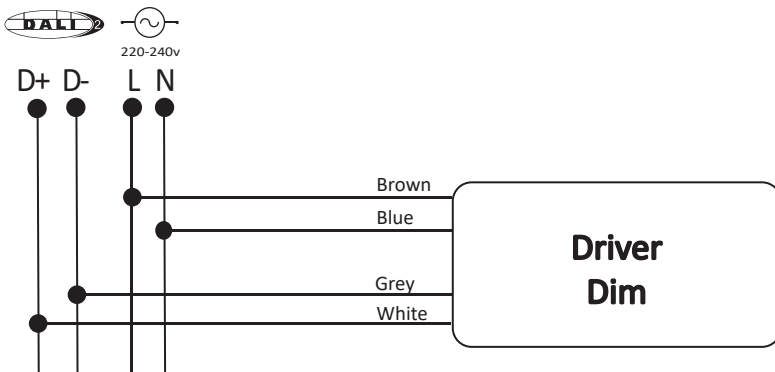 DALI 2
220-240v
D+ D- L N
Brown
Blue
Grey
White
Driver
Dim